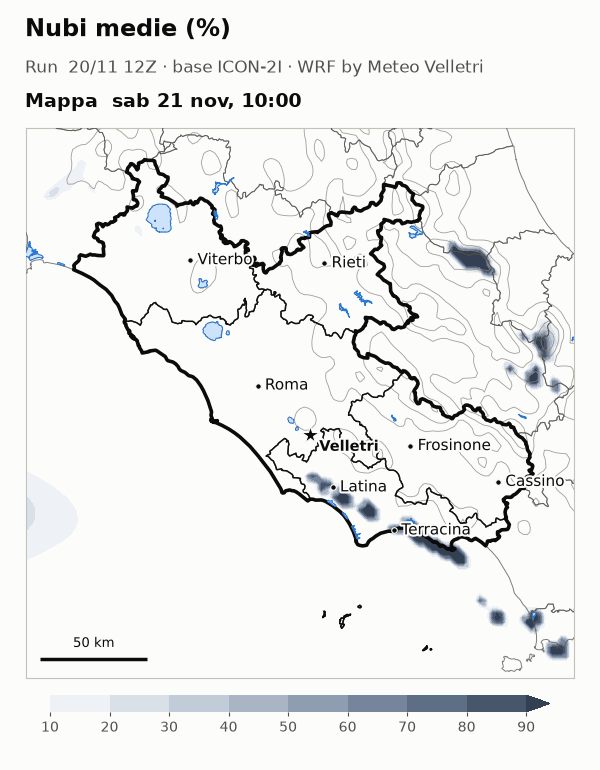 Nubi medie (%)
Run  20/11 12Z · base ICON-2I · WRF by Meteo Velletri
Mappa  sab 21 nov, 10:00
Viterbo
Rieti
Roma
Velletri
Frosinone
Cassino
Latina
Terracina
50 km
10 20 30 40 50 60 70 80 90